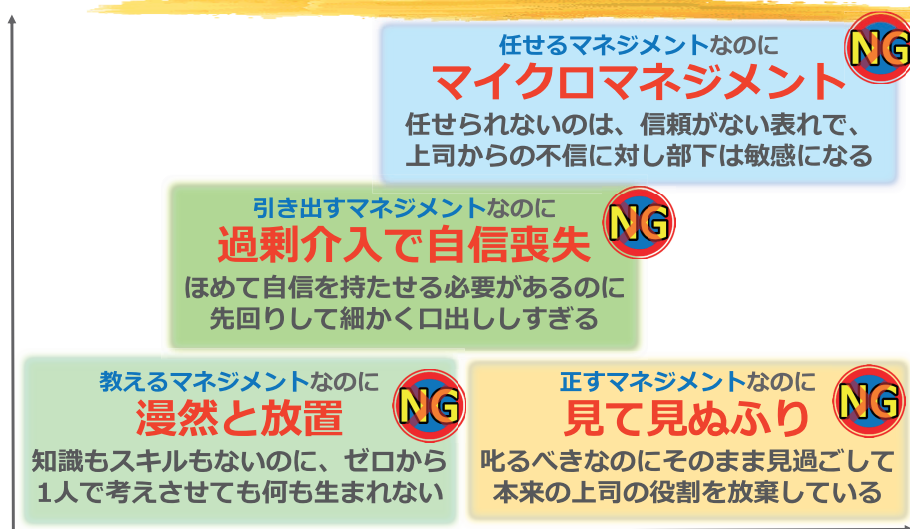 任せるマネジメントなのに
NG
マイクロマネジメント
任せられないのは、信頼がない表れで、
上司からの不信に対し部下は敏感になる
引き出すマネジメントなのに
NG
過剰介入で自信喪失
ほめて自信を持たせる必要があるのに
先回りして細かく口出ししすぎる
教えるマネジメントなのに
NG
漫然と放置
知識もスキルもないのに、ゼロから
1人で考えさせても何も生まれない
正すマネジメントなのに
NG
見て見ぬふり
叱るべきなのにそのまま見過ごして
本来の上司の役割を放棄している